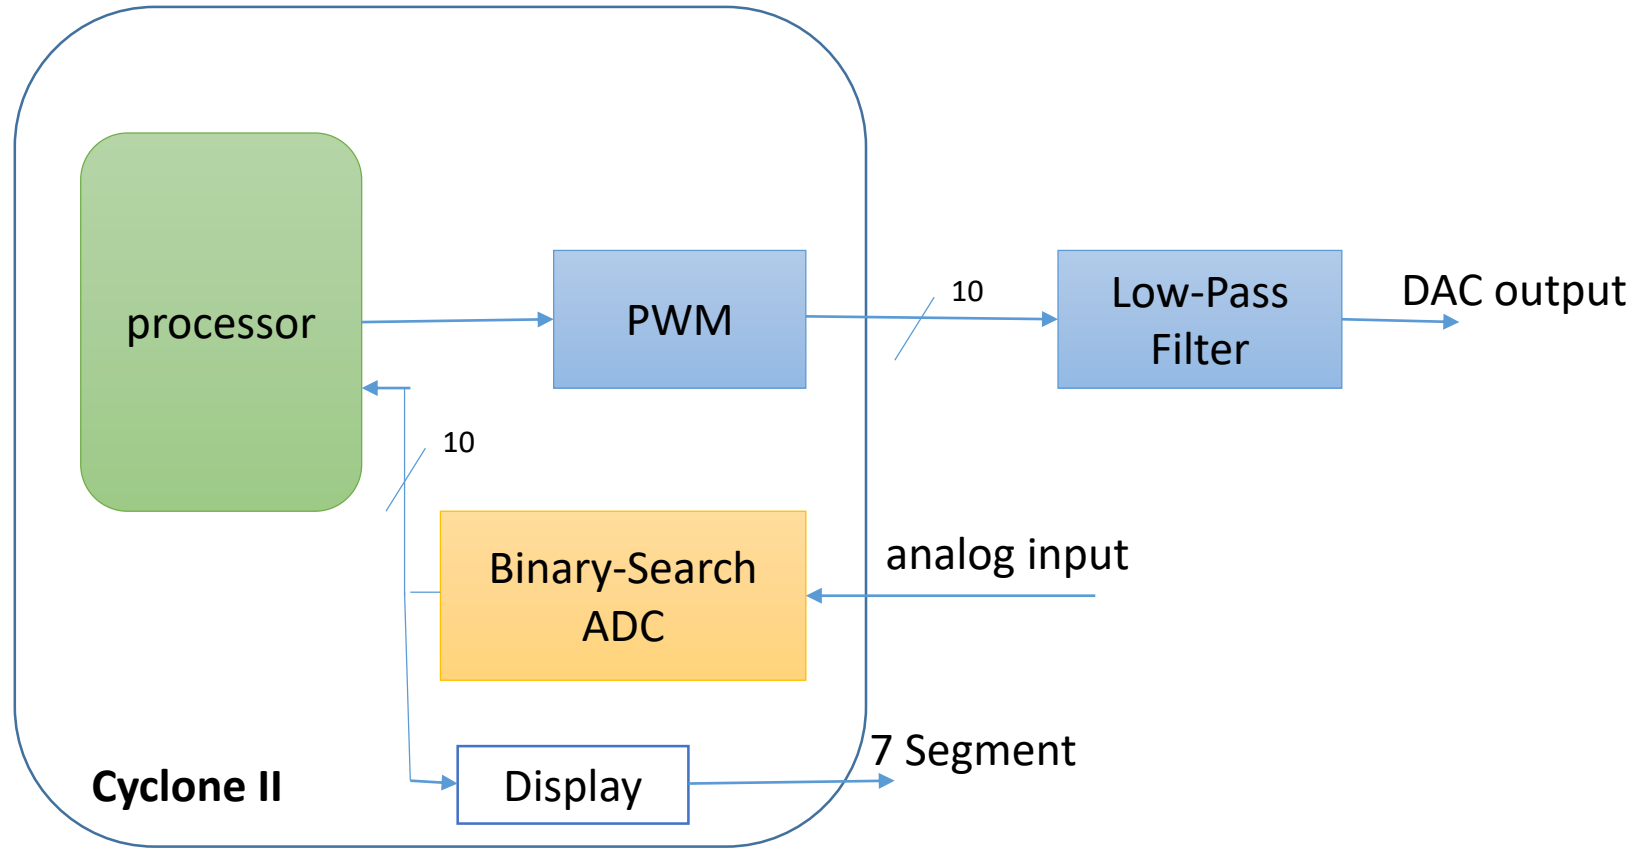 processor
PWM
10
Low-Pass
Filter
DAC output
10
Binary-Search
ADC
analog input
Display
7 Segment
Cyclone II